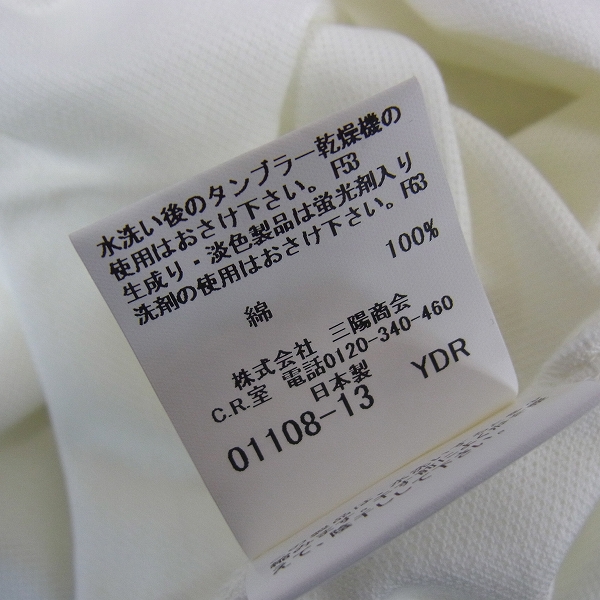 水洗い後のタンブラー乾燥機の
使用はおさけ下さい。 F53
生成り・淡色製品は蛍光剤入り
洗剤の使用はおさけ下さい。F63
綿 100%
株式会社 三陽商会
C.R.室 電話0120-340-460
日本製
01108-13 YDR